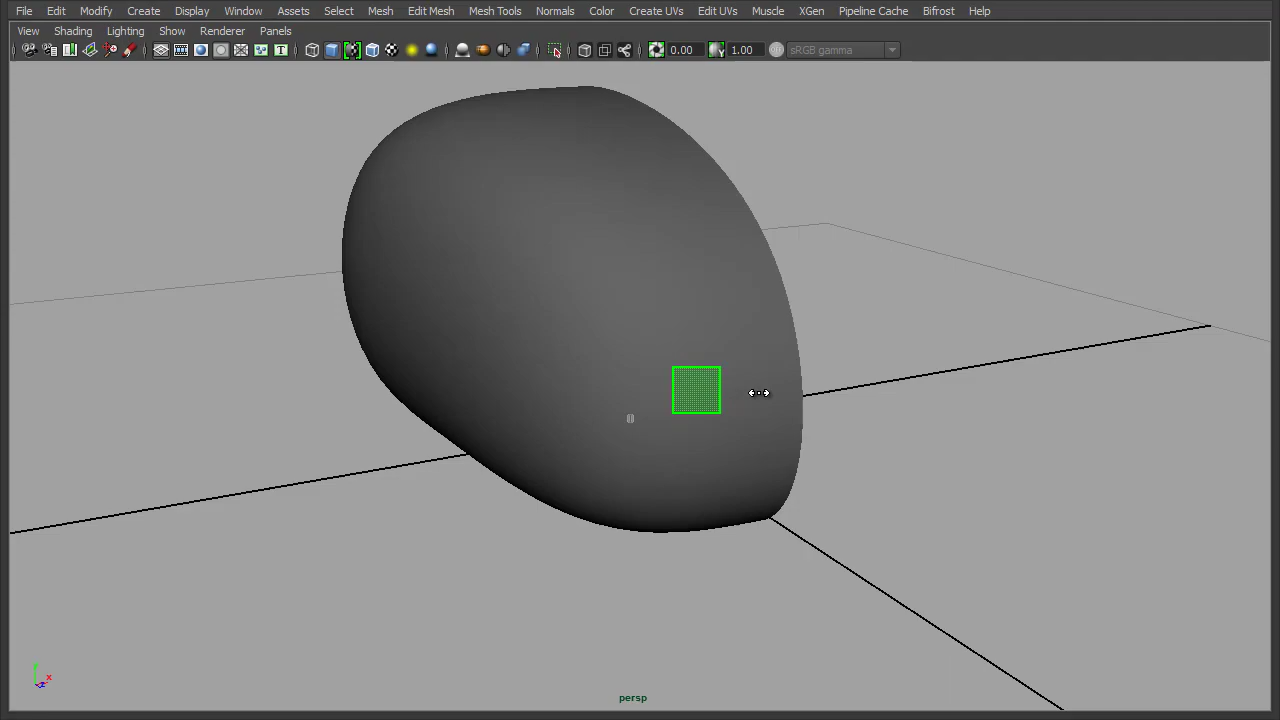 File Edit Modify Create Display Window Assets Select Mesh Edit Mesh Mesh Tools Normals Color Create UVs Edit UVs Muscle XGen Pipeline Cache Bifrost Help
View Shading Lighting Show Renderer Panels
0.00 1.00 sRGB gamma
x
persp